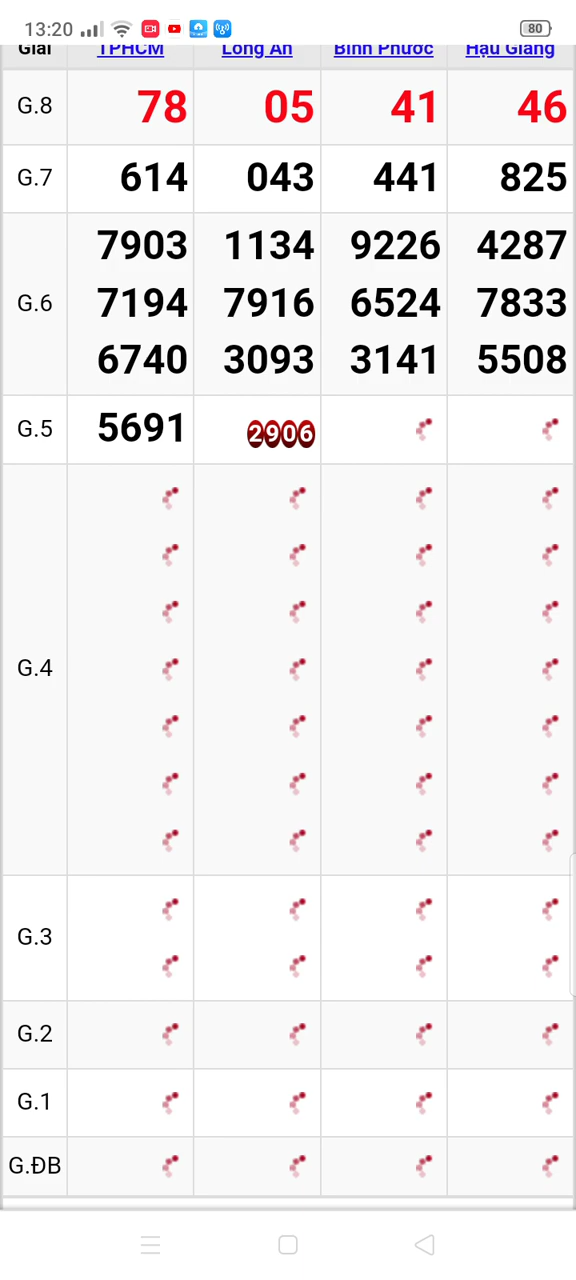 13:20 80
Giải TPHCM Long An Bình Phước Hậu Giang
G.8 78 05 41 46
G.7 614 043 441 825
7903 1134 9226 4287
G.6 7194 7916 6524 7833
6740 3093 3141 5508
G.5 5691 2906
G.4
G.3
G.2
G.1
G.ĐB